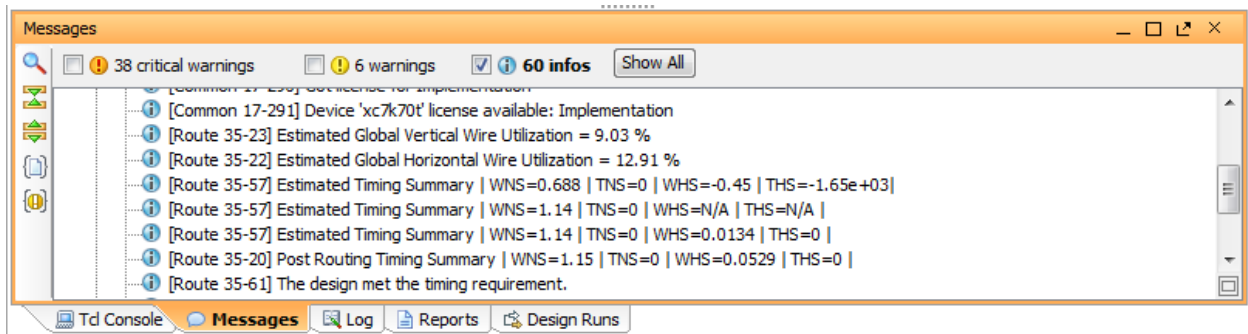 Messages
38 critical warnings 6 warnings 60 infos Show All
[Common 17-291] Device 'xc7k70t' license available: Implementation
[Route 35-23] Estimated Global Vertical Wire Utilization = 9.03 %
[Route 35-22] Estimated Global Horizontal Wire Utilization = 12.91 %
[Route 35-57] Estimated Timing Summary | WNS=0.688 | TNS=0 | WHS=-0.45 | THS=-1.65e+03|
[Route 35-57] Estimated Timing Summary | WNS=1.14 | TNS=0 | WHS=N/A | THS=N/A |
[Route 35-57] Estimated Timing Summary | WNS=1.14 | TNS=0 | WHS=0.0134 | THS=0 |
[Route 35-20] Post Routing Timing Summary | WNS=1.15 | TNS=0 | WHS=0.0529 | THS=0 |
[Route 35-61] The design met the timing requirement.
Tcl Console Messages Log Reports Design Runs